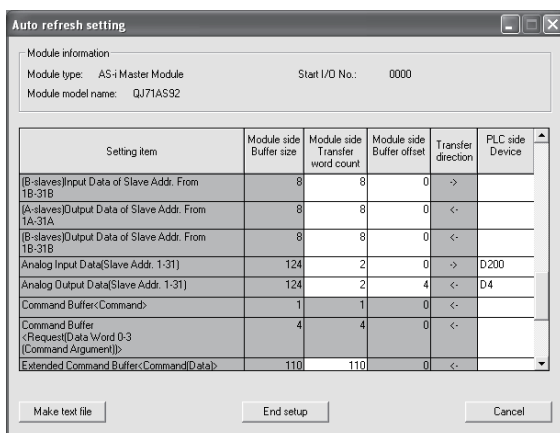 Auto refresh setting
Module information
Module type: AS-i Master Module Start I/O No.: 0000
Module model name: QJ71AS92
Setting item Module side Buffer size Module side Transfer word count Module side Buffer offset Transfer direction PLC side Device
(B-slaves)Input Data of Slave Addr. From
1B-31B 8 8 0 ->
(A-slaves)Output Data of Slave Addr. From
1A-31A 8 8 0 <-
(B-slaves)Output Data of Slave Addr. From
1B-31B 8 8 0 <-
Analog Input Data(Slave Addr. 1-31) 124 2 0 -> D200
Analog Output Data(Slave Addr. 1-31) 124 2 4 <- D4
Command Buffer<Command> 1 1 0 <-
Command Buffer
<Request(Data Word 0-3
(Command Argument))> 4 4 0 <-
Extended Command Buffer<Command(Data)> 110 110 0 <-
Make text file End setup Cancel